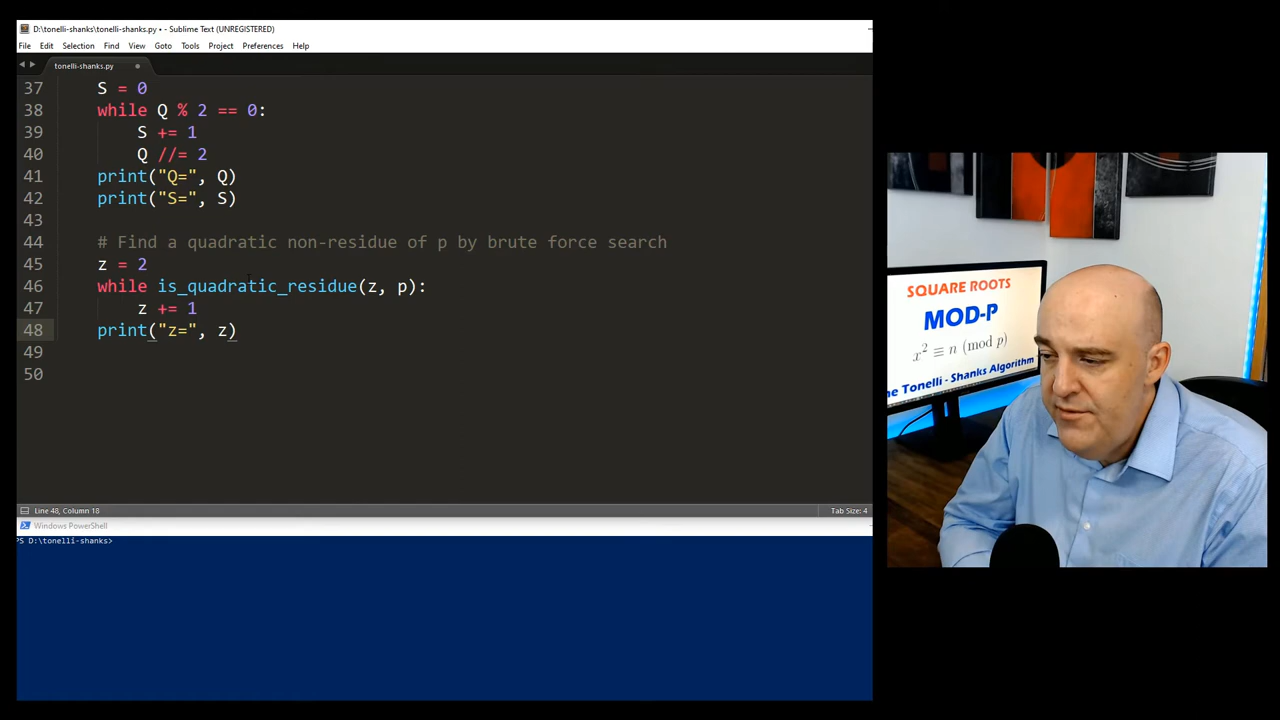 D:\tonelli-shanks\tonelli-shanks.py • - Sublime Text (UNREGISTERED)
File Edit Selection Find View Goto Tools Project Preferences Help
tonelli-shanks.py
37 S = 0
38 while Q % 2 == 0:
39 S += 1
40 Q //= 2
41 print("Q=", Q)
42 print("S=", S)
43
44 # Find a quadratic non-residue of p by brute force search
45 z = 2
46 while is_quadratic_residue(z, p):
47 z += 1
48 print("z=", z)
49
50
Line 48, Column 18 Tab Size: 4
Windows PowerShell
PS D:\tonelli-shanks>
SQUARE ROOTS
MOD-P
x² ≡ n (mod p)
he Tonelli - Shanks Algorithm